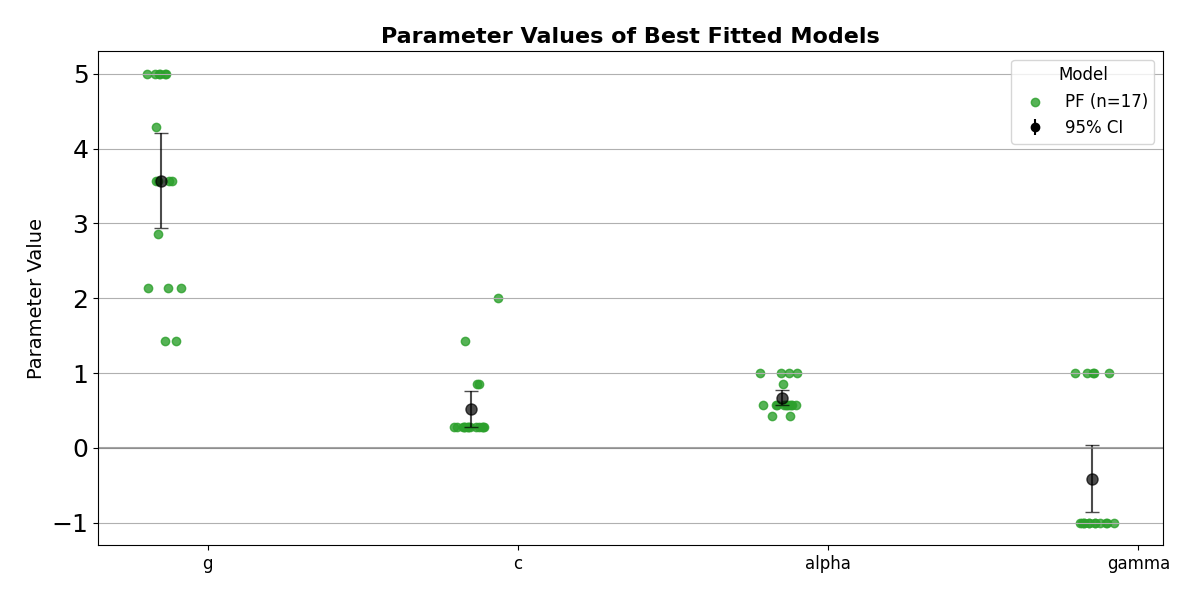 Parameter Values of Best Fitted Models
Parameter Value
5
4
3
2
1
0
−1
g
c
alpha
gamma
Model
PF (n=17)
95% CI